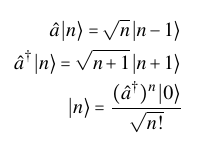 â|n⟩ = √n|n − 1⟩
â†|n⟩ = √(n + 1)|n + 1⟩
|n⟩ = (â†)ⁿ|0⟩ / √n!